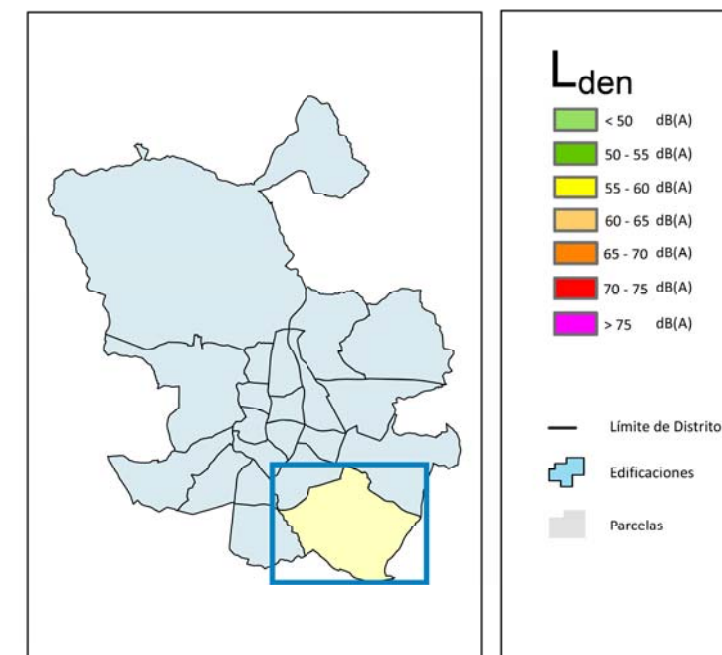 Lden
< 50 dB(A)
50 - 55 dB(A)
55 - 60 dB(A)
60 - 65 dB(A)
65 - 70 dB(A)
70 - 75 dB(A)
> 75 dB(A)
Límite de Distrito
Edificaciones
Parcelas